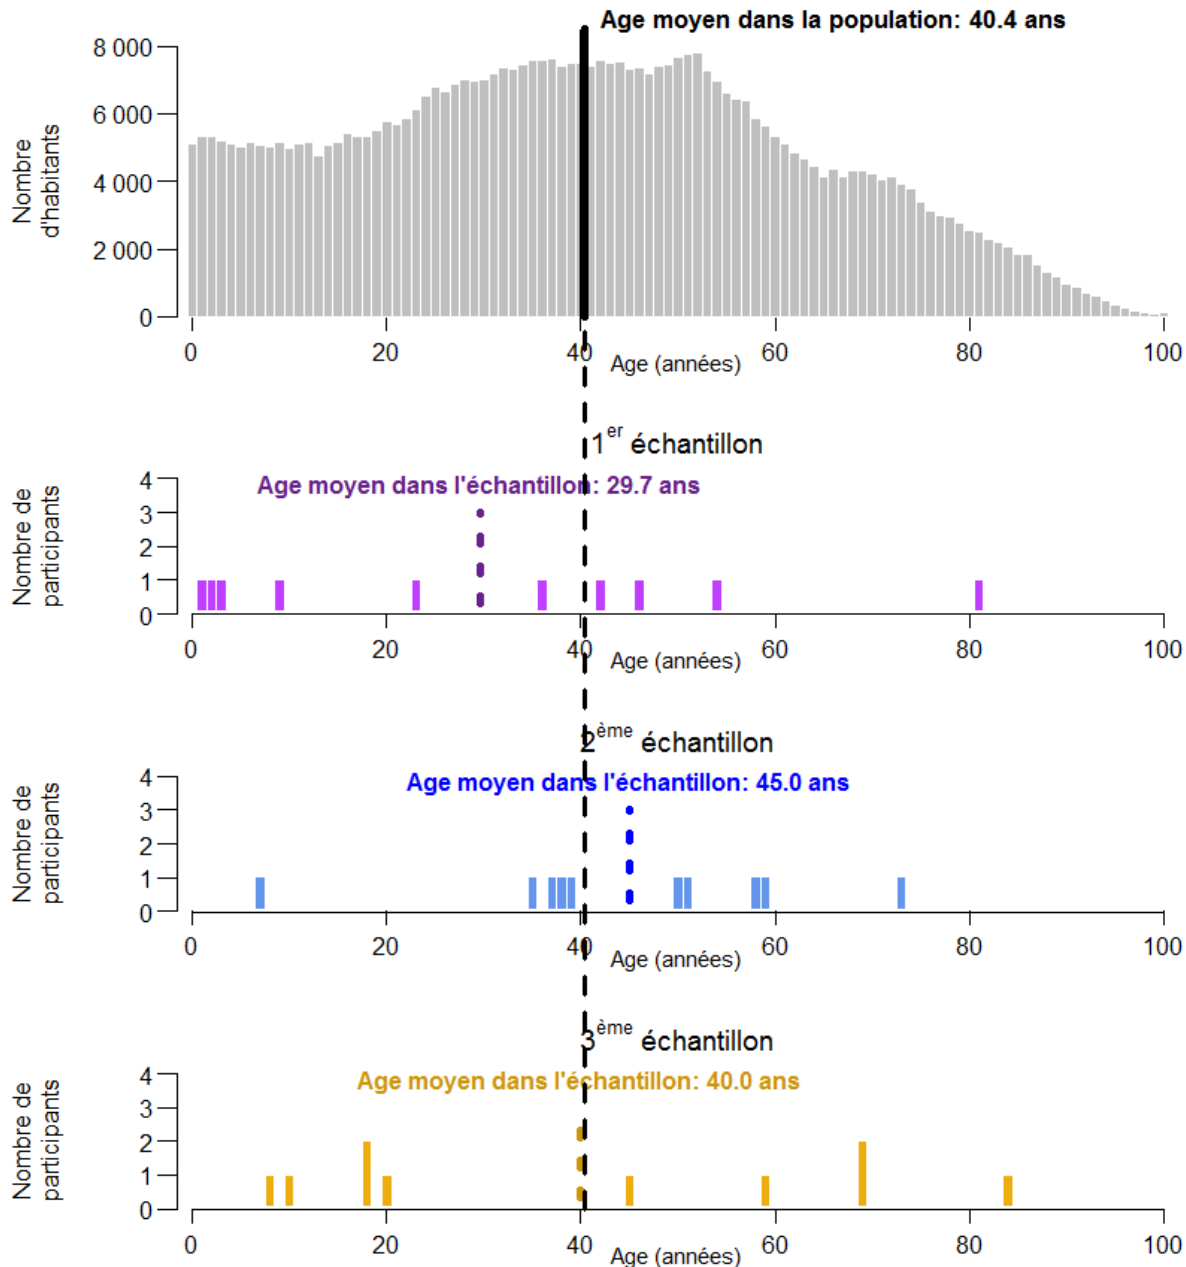 Age moyen dans la population: 40.4 ans
Nombre
d'habitants
8 000
6 000
4 000
2 000
0
0 20 40 60 80 100
Age (années)
1er échantillon
Age moyen dans l'échantillon: 29.7 ans
Nombre de
participants
4
3
2
1
0
0 20 40 60 80 100
Age (années)
2ème échantillon
Age moyen dans l'échantillon: 45.0 ans
Nombre de
participants
4
3
2
1
0
0 20 40 60 80 100
Age (années)
3ème échantillon
Age moyen dans l'échantillon: 40.0 ans
Nombre de
participants
4
3
2
1
0
0 20 40 60 80 100
Age (années)